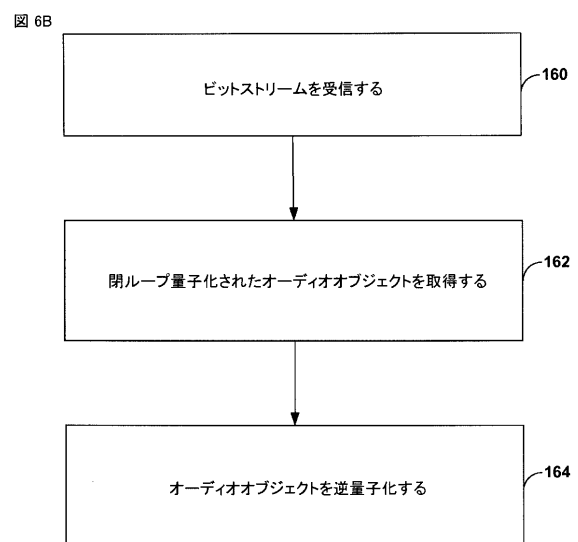 図 6B
ビットストリームを受信する
160
閉ループ量子化されたオーディオオブジェクトを取得する
162
オーディオオブジェクトを逆量子化する
164